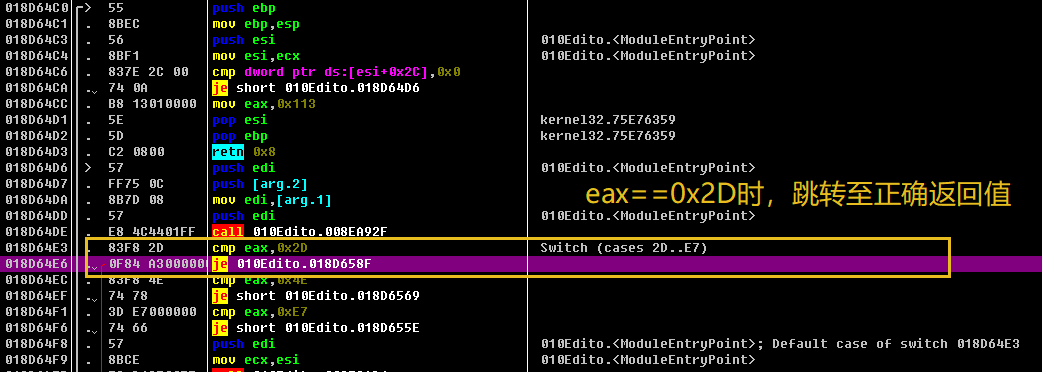 018D64C0 > 55 push ebp
018D64C1 . 8BEC mov ebp,esp
018D64C3 . 56 push esi 010Edito.<ModuleEntryPoint>
018D64C4 . 8BF1 mov esi,ecx 010Edito.<ModuleEntryPoint>
018D64C6 . 837E 2C 00 cmp dword ptr ds:[esi+0x2C],0x0
018D64CA . 74 0A je short 010Edito.018D64D6
018D64CC . B8 13010000 mov eax,0x113
018D64D1 . 5E pop esi kernel32.75E76359
018D64D2 . 5D pop ebp kernel32.75E76359
018D64D3 . C2 0800 retn 0x8
018D64D6 > 57 push edi 010Edito.<ModuleEntryPoint>
018D64D7 . FF75 0C push [arg.2]
018D64DA . 8B7D 08 mov edi,[arg.1]
eax==0x2D时，跳转至正确返回值
018D64DD . 57 push edi 010Edito.<ModuleEntryPoint>
018D64DE . E8 4C4401FF call 010Edito.008EA92F
018D64E3 . 83F8 2D cmp eax,0x2D Switch (cases 2D..E7)
018D64E6 . 0F84 A3000000 je 010Edito.018D658F
018D64EC . 83F8 4E cmp eax,0x4E
018D64EF . 74 78 je short 010Edito.018D6569
018D64F1 . 3D E7000000 cmp eax,0xE7
018D64F6 . 74 66 je short 010Edito.018D655E
018D64F8 . 57 push edi 010Edito.<ModuleEntryPoint>; Default case of switch 018D64E3
018D64F9 . 8BCE mov ecx,esi 010Edito.<ModuleEntryPoint>